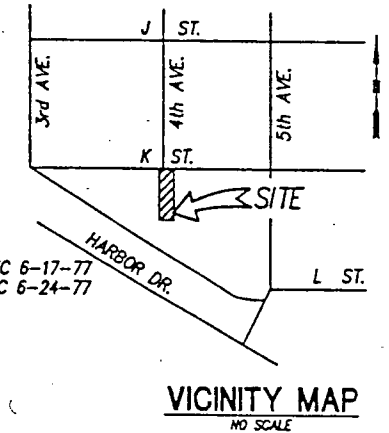 J ST.
3rd AVE.
4th AVE.
5th AVE.
K ST.
SITE
HARBOR DR.
C 6-17-77
C 6-24-77
L ST.
VICINITY MAP
NO SCALE